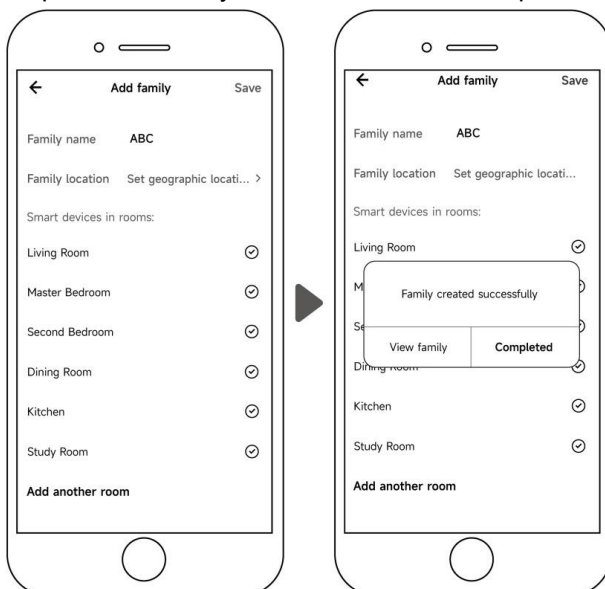 Add family Save
Family name ABC
Family location Set geographic locati... >
Smart devices in rooms:
Living Room
Master Bedroom
Second Bedroom
Dining Room
Kitchen
Study Room
Add another room
Add family Save
Family name ABC
Family location Set geographic locati...
Smart devices in rooms:
Living Room
Family created successfully
View family Completed
Dining Room
Kitchen
Study Room
Add another room